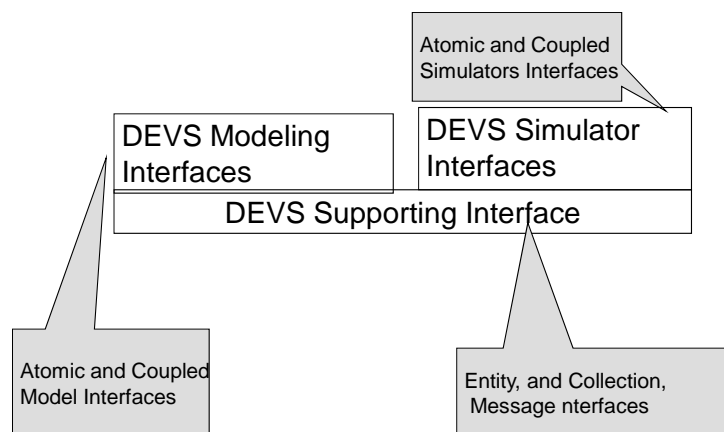 Atomic and Coupled
Simulators Interfaces
DEVS Modeling
Interfaces
DEVS Simulator
Interfaces
DEVS Supporting Interface
Atomic and Coupled
Model Interfaces
Entity, and Collection,
Message nterfaces